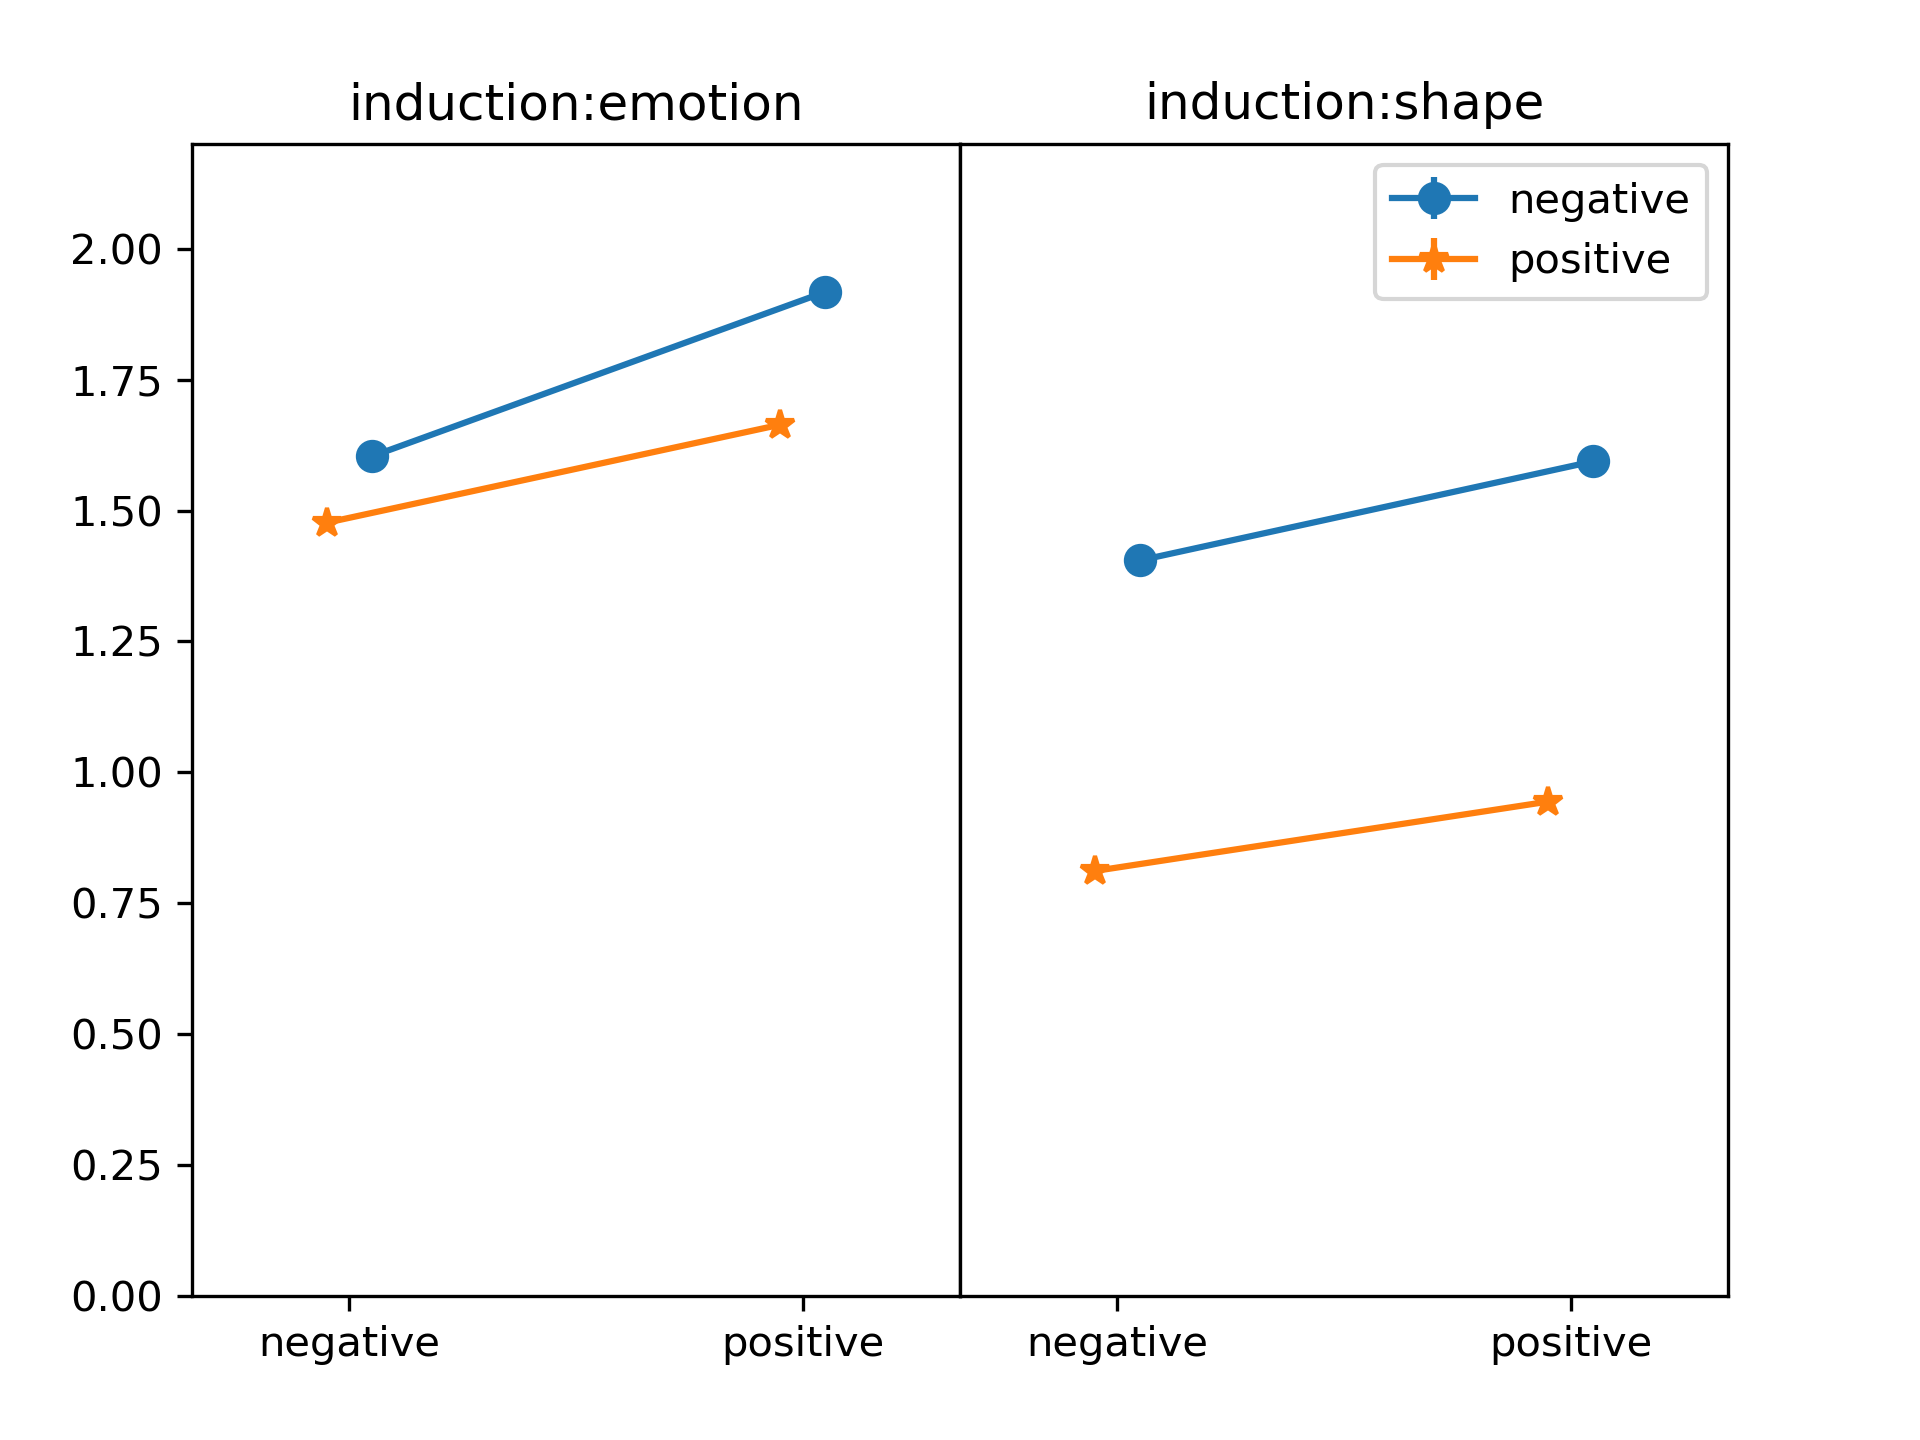 induction:emotion
induction:shape
negative
positive
2.00
1.75
1.50
1.25
1.00
0.75
0.50
0.25
0.00
negative
positive
negative
positive